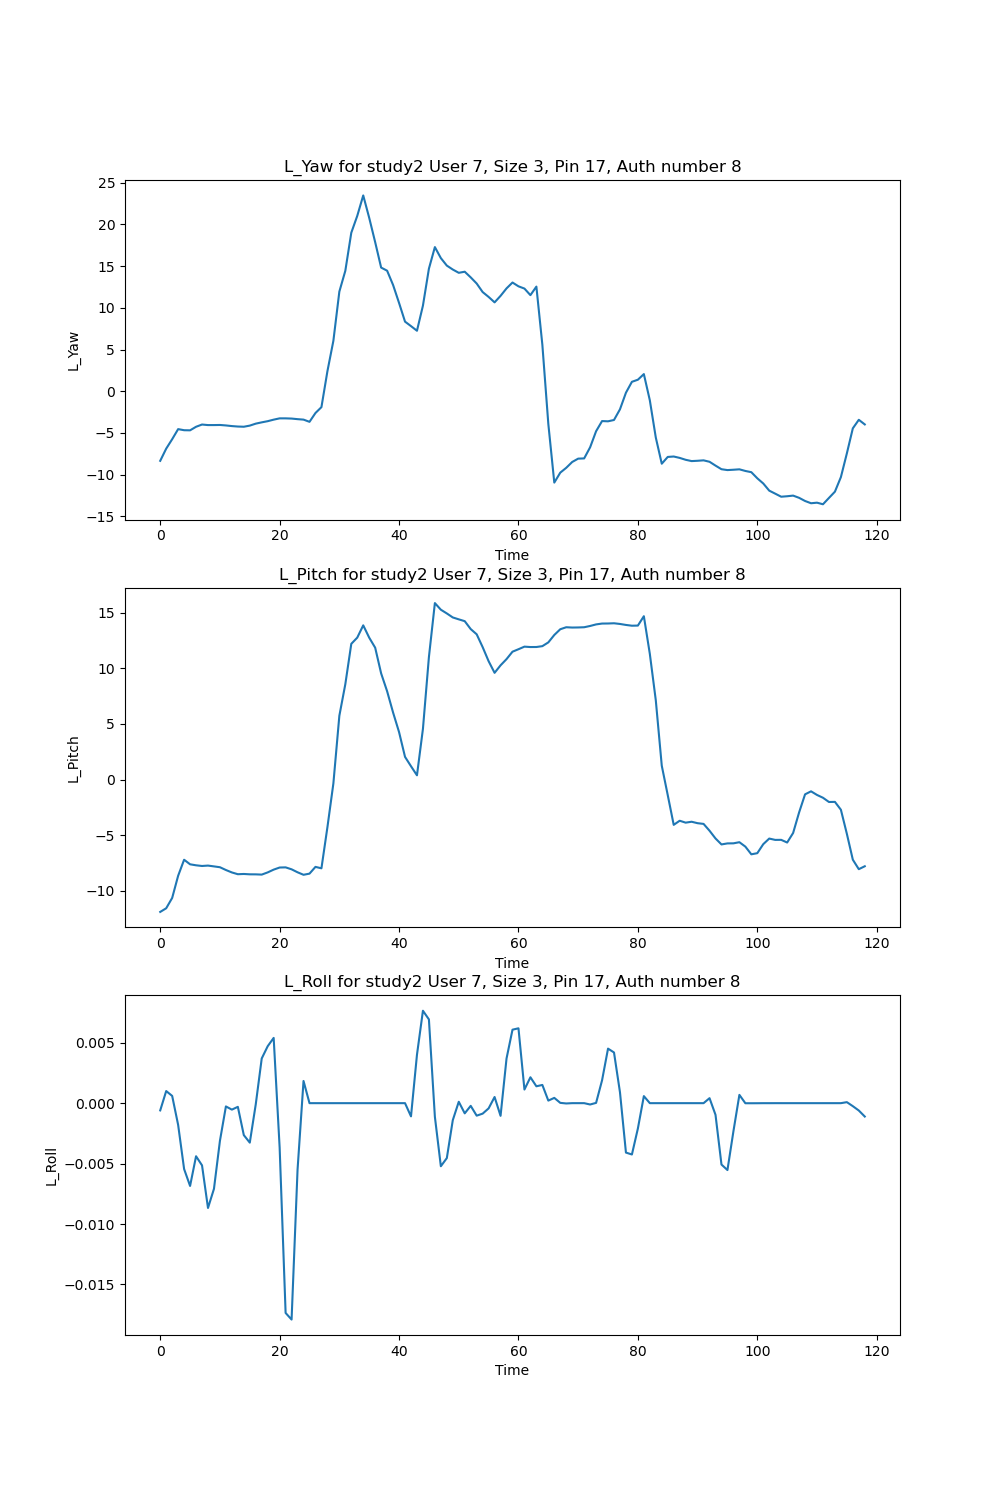 L_Yaw for study2 User 7, Size 3, Pin 17, Auth number 8
25
20
15
10
5
0
−5
−10
−15
L_Yaw
0 20 40 60 80 100 120
Time
L_Pitch for study2 User 7, Size 3, Pin 17, Auth number 8
15
10
5
0
−5
−10
L_Pitch
0 20 40 60 80 100 120
Time
L_Roll for study2 User 7, Size 3, Pin 17, Auth number 8
0.005
0.000
−0.005
−0.010
−0.015
L_Roll
0 20 40 60 80 100 120
Time